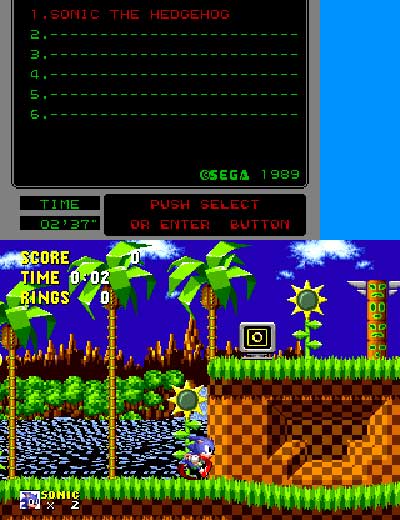 1.SONIC THE HEDGEHOG
2.
3.
4.
5.
6.
©SEGA 1989
TIME
02'37"
PUSH SELECT
OR ENTER BUTTON
SCORE 0
TIME 0:02
RINGS 0
SONIC
x 2